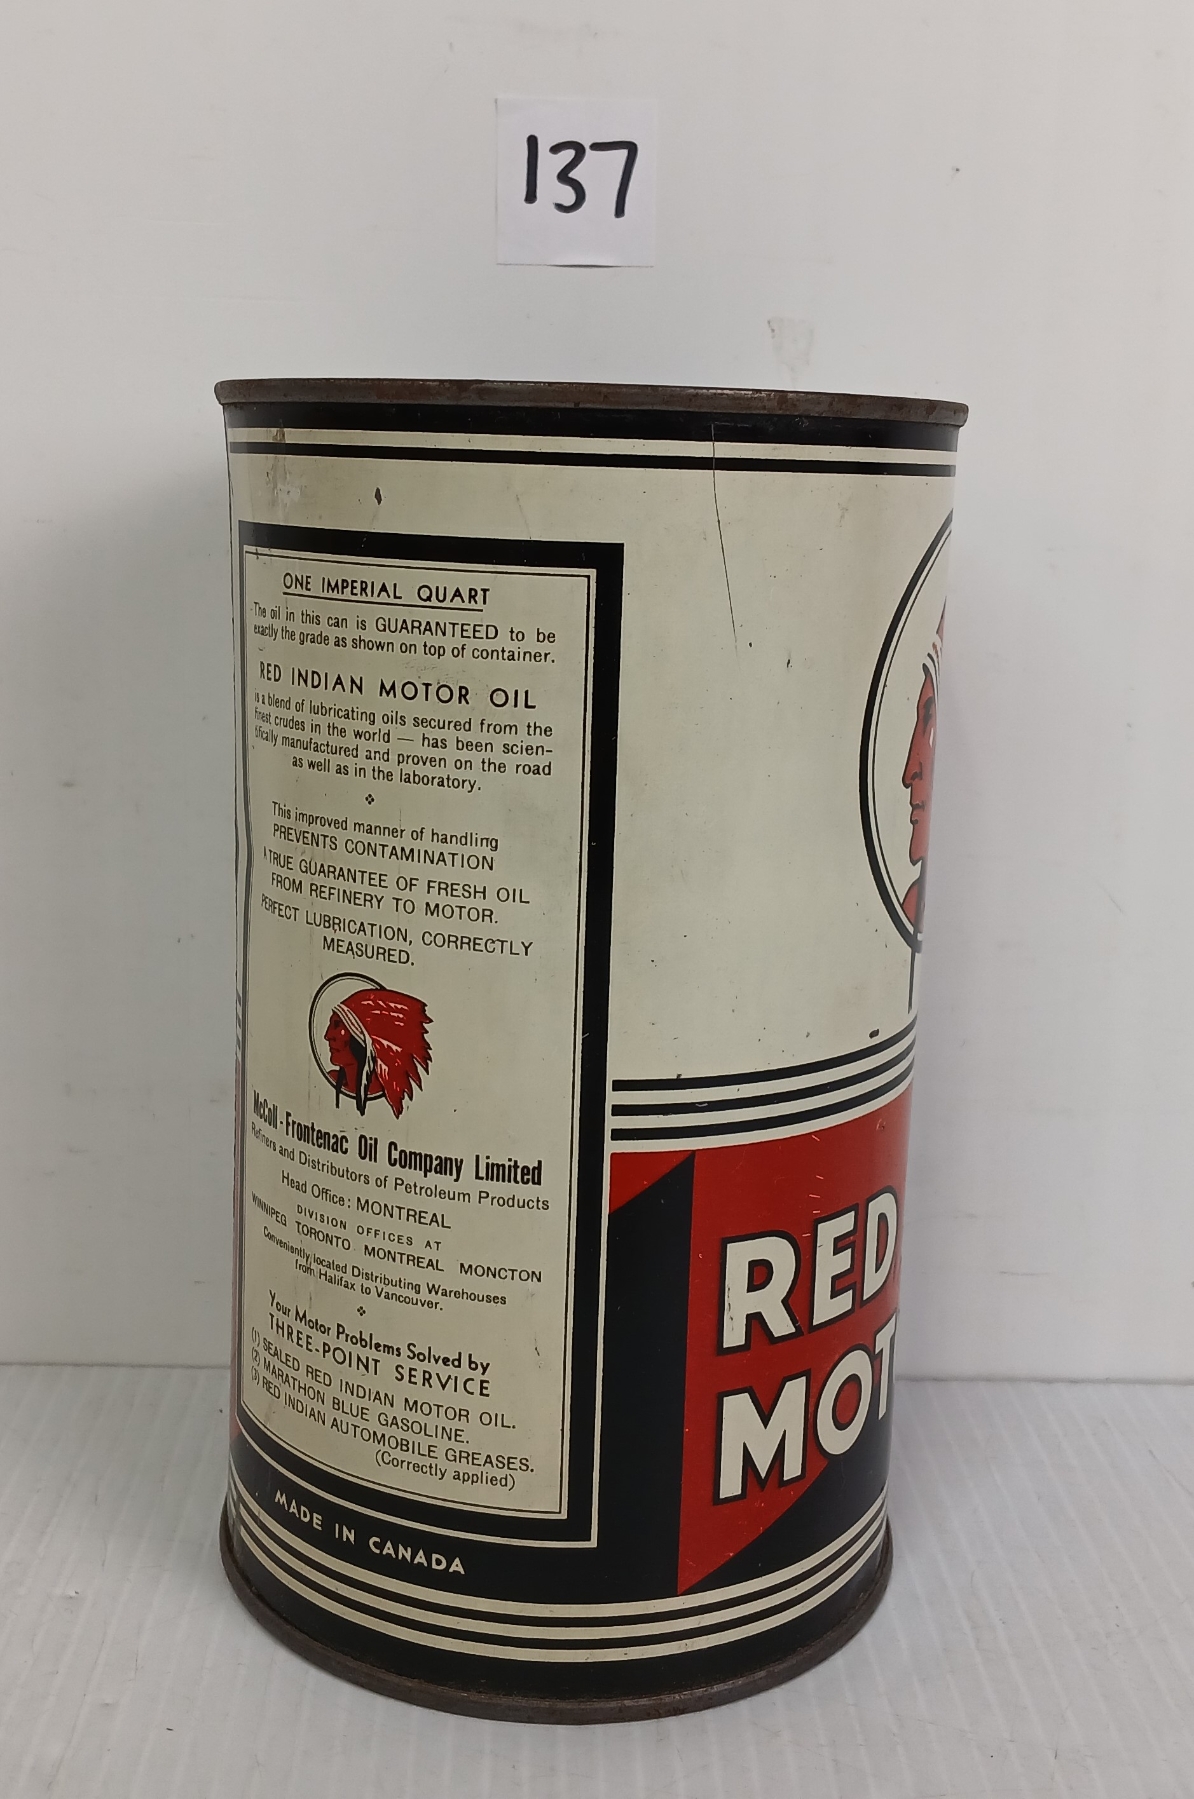 137
ONE IMPERIAL QUART
The oil in this can is GUARANTEED to be
exactly the grade as shown on top of container.
RED INDIAN MOTOR OIL
is a blend of lubricating oils secured from the
finest crudes in the world — has been scien-
tifically manufactured and proven on the road
as well as in the laboratory.
This improved manner of handling
PREVENTS CONTAMINATION
A TRUE GUARANTEE OF FRESH OIL
FROM REFINERY TO MOTOR.
PERFECT LUBRICATION, CORRECTLY
MEASURED.
McColl-Frontenac Oil Company Limited
Refiners and Distributors of Petroleum Products
Head Office: MONTREAL
DIVISION OFFICES AT
WINNIPEG TORONTO MONTREAL MONCTON
Conveniently located Distributing Warehouses
from Halifax to Vancouver.
Your Motor Problems Solved by
THREE-POINT SERVICE
(1) SEALED RED INDIAN MOTOR OIL.
(2) MARATHON BLUE GASOLINE.
(3) RED INDIAN AUTOMOBILE GREASES.
(Correctly applied)
MADE IN CANADA
RED
MOT